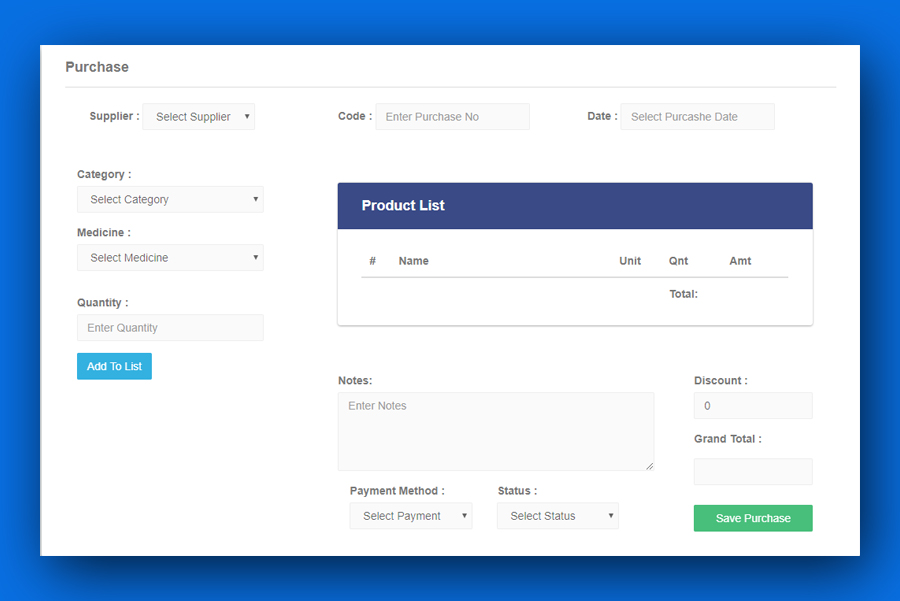 Purchase
Supplier : Select Supplier Code : Enter Purchase No Date : Select Purcashe Date
Category :
Select Category
Medicine :
Select Medicine
Quantity :
Enter Quantity
Add To List
Product List
# Name Unit Qnt Amt
Total:
Notes:
Enter Notes
Discount :
0
Grand Total :
Payment Method : Status :
Select Payment Select Status
Save Purchase